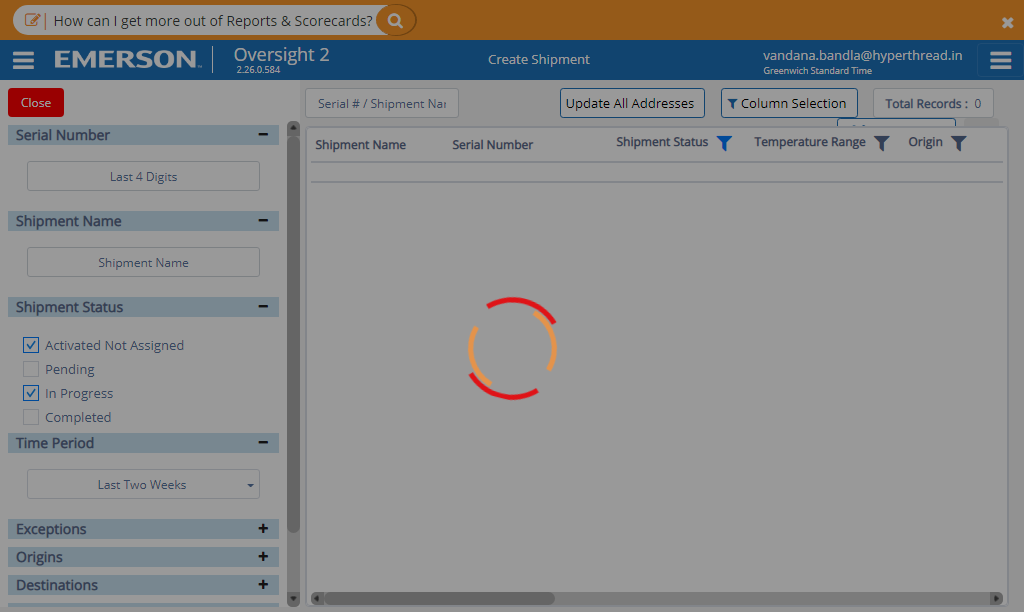 How can I get more out of Reports & Scorecards?
EMERSON
Oversight 2
2.26.0.584
Create Shipment
vandana.bandla@hyperthread.in
Greenwich Standard Time
Close
Serial # / Shipment Nar
Update All Addresses
Column Selection
Total Records : 0
Serial Number
Last 4 Digits
Shipment Name
Shipment Name
Shipment Status
Activated Not Assigned
Pending
In Progress
Completed
Time Period
Last Two Weeks
Exceptions
Origins
Destinations
Shipment Name
Serial Number
Shipment Status
Temperature Range
Origin